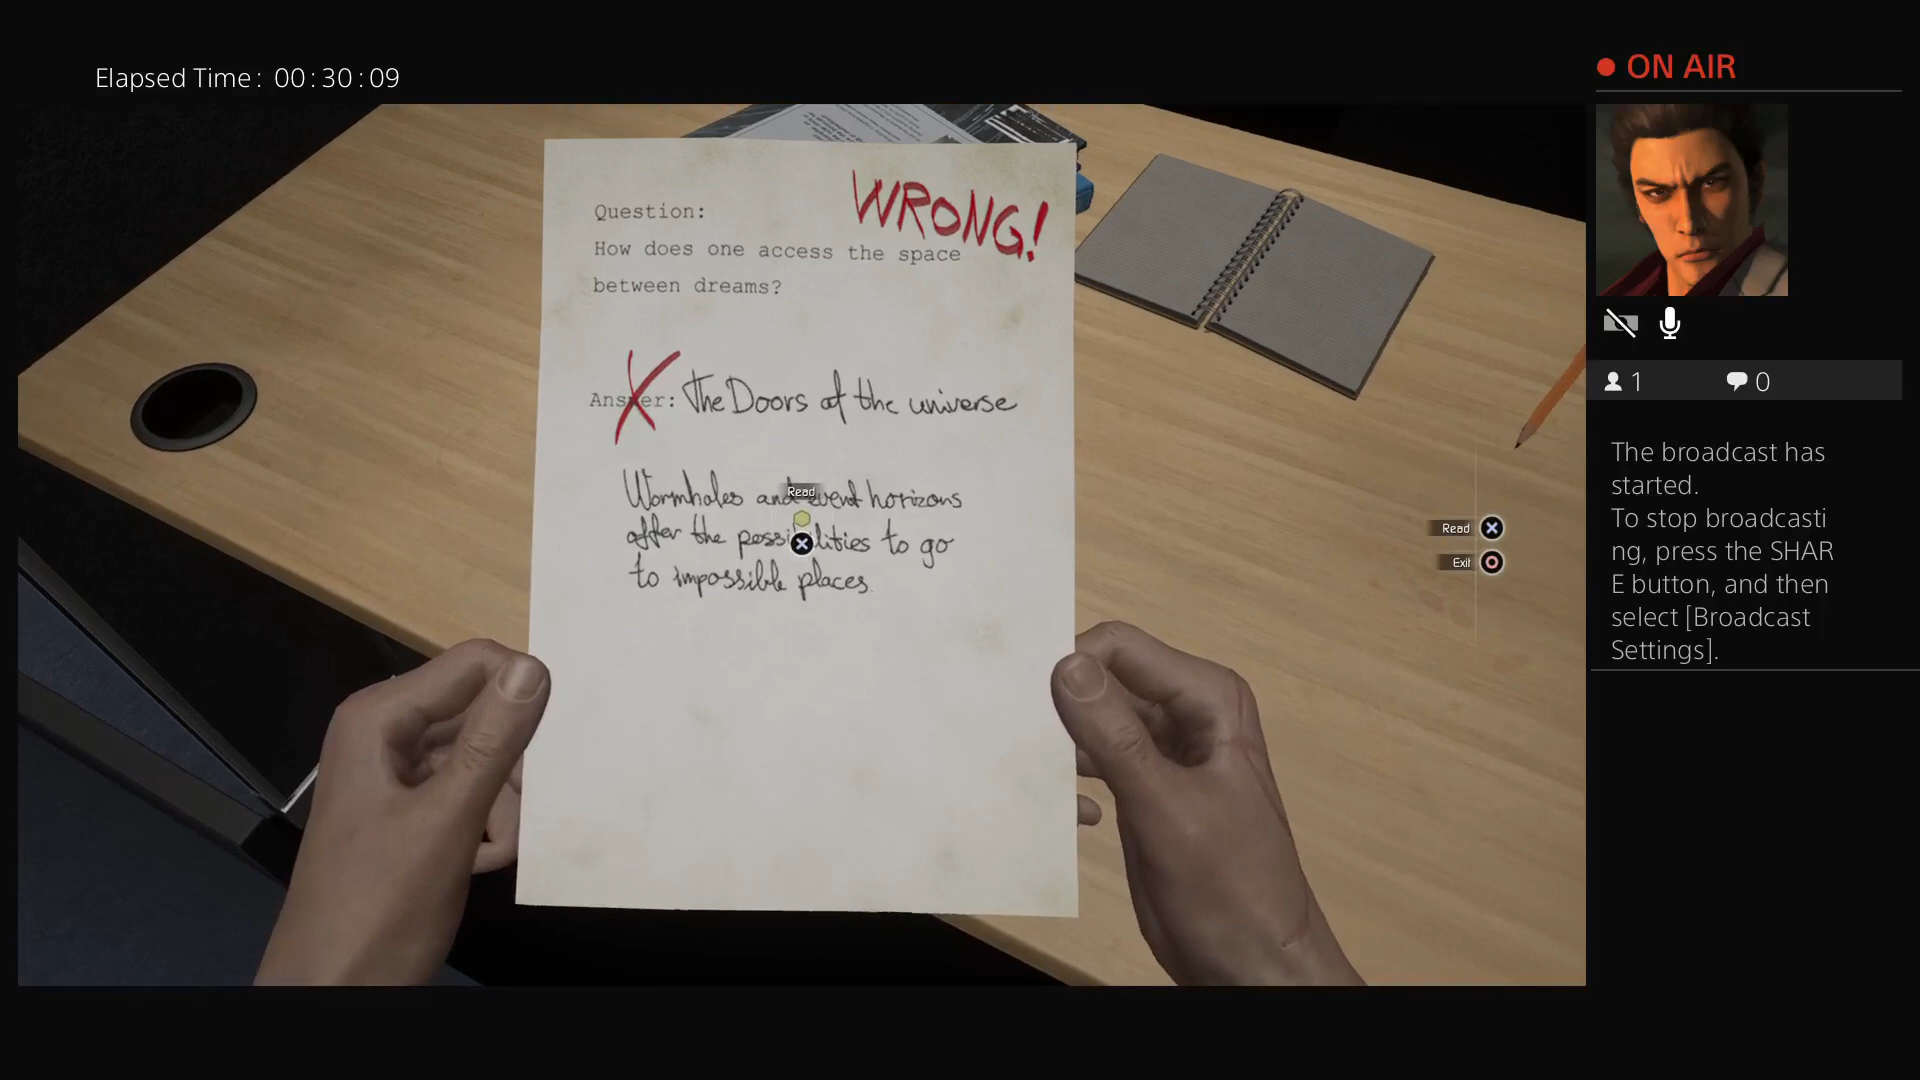 Elapsed Time: 00:30:09
ON AIR
WRONG!
Question:
How does one access the space
between dreams?
Answer: The Doors of the universe
Wormholes and event horizons
offer the possibilities to go
to impossible places.
Read
Read
Exit
1
0
The broadcast has
started.
To stop broadcasti
ng, press the SHAR
E button, and then
select [Broadcast
Settings].